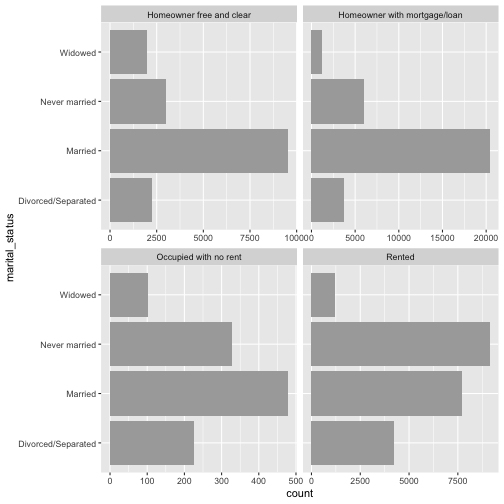 Homeowner free and clear
Homeowner with mortgage/loan
Widowed
Never married
Married
Divorced/Separated
0 2500 5000 7500 10000
0 5000 10000 15000 20000
Occupied with no rent
Rented
Widowed
Never married
Married
Divorced/Separated
0 100 200 300 400 500
0 2500 5000 7500
marital_status
count